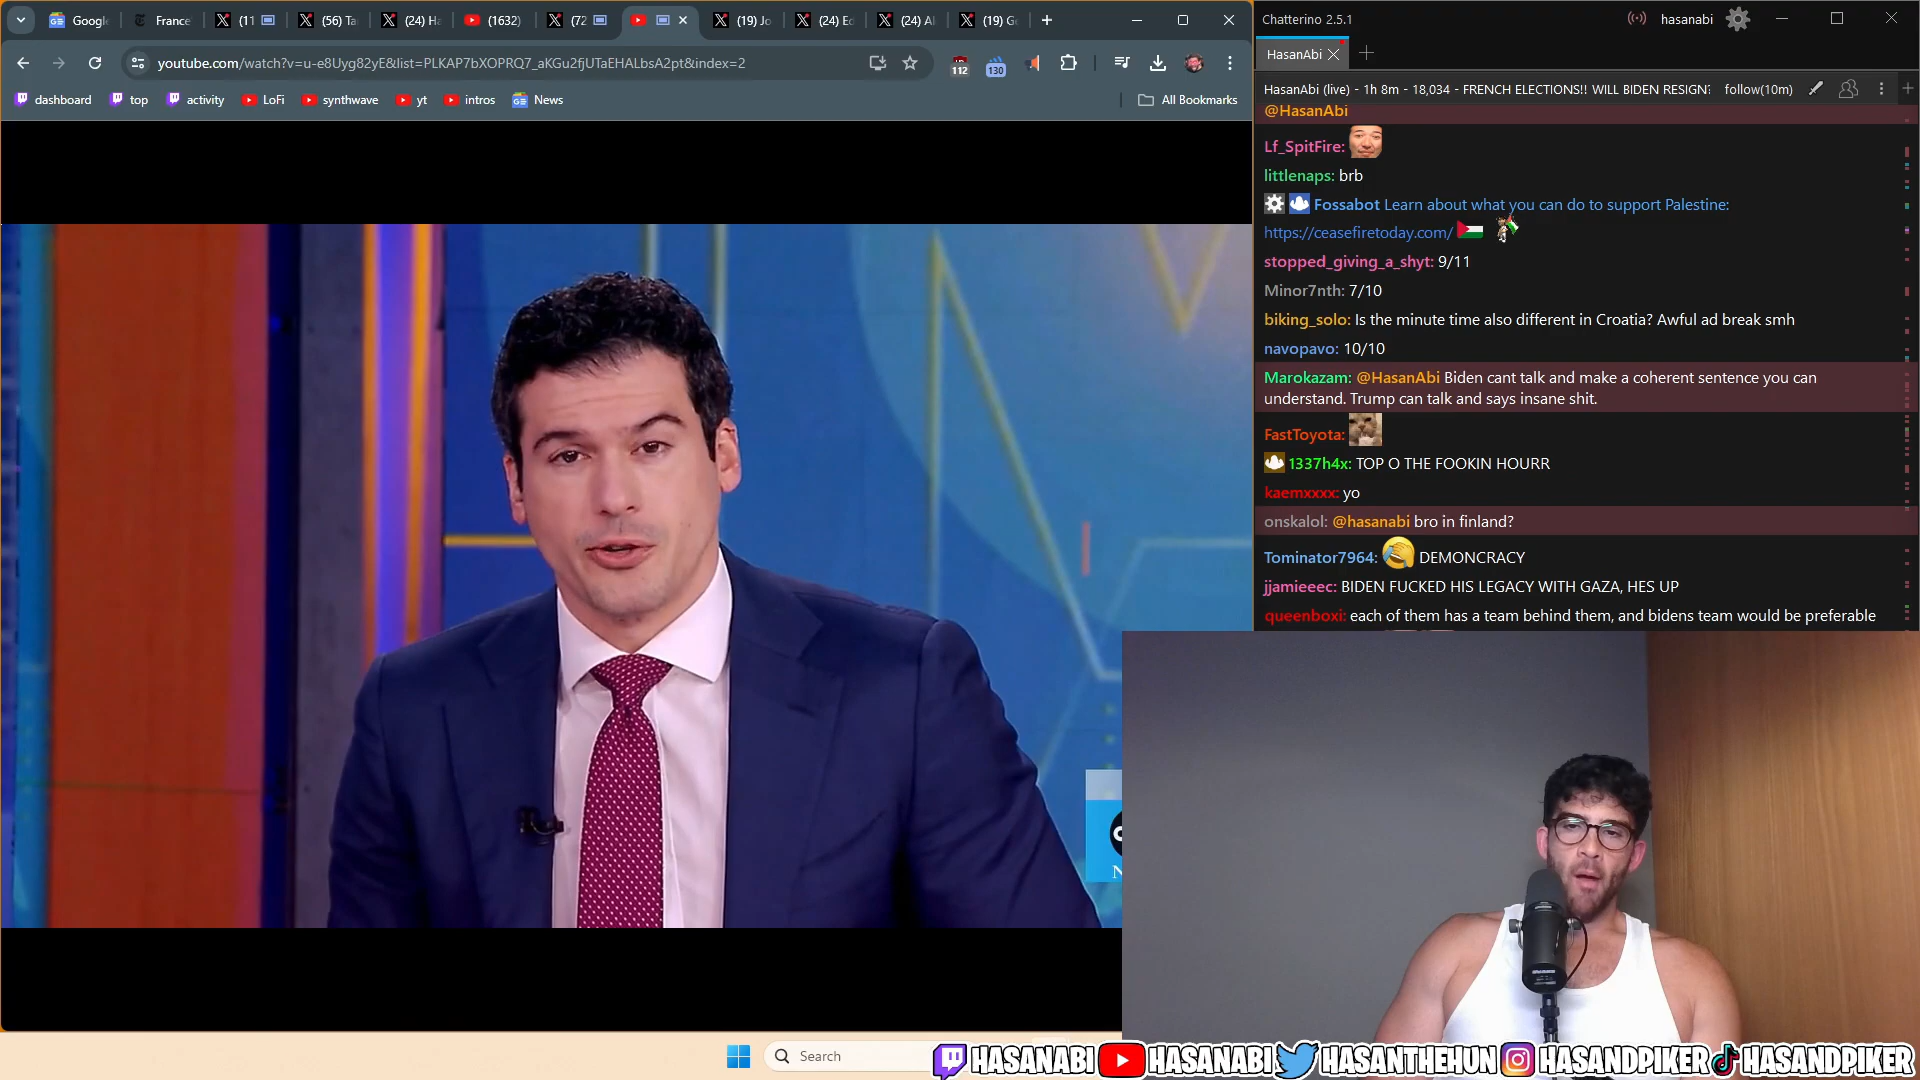 Google
France
(11
(56) Ta
(24) Ha
(1632)
(72
(19) Jo
(24) Ed
(24) Al
youtube.com/watch?v=u-e8Uyg82yE&list=PLKAP7bXOPRQ7_aKGu2fjUTaEHALbsA2pt&index=2
112
130
dashboard
top
activity
LoFi
synthwave
yt
intros
News
All Bookmarks
Chatterino 2.5.1
hasanabi
HasanAbi
HasanAbi (live) - 1h 8m - 18,034 - FRENCH ELECTIONS!! WILL BIDEN RESIGN?
follow(10m)
@HasanAbi
Lf_SpitFire:
littlenaps: brb
Fossabot Learn about what you can do to support Palestine:
https://ceasefiretoday.com/
stopped_giving_a_shyt: 9/11
Minor7nth: 7/10
biking_solo: Is the minute time also different in Croatia? Awful ad break smh
navopavo: 10/10
Marokazam: @HasanAbi Biden cant talk and make a coherent sentence you can
understand. Trump can talk and says insane shit.
FastToyota:
1337h4x: TOP O THE FOOKIN HOURR
kaemxxxx: yo
onskalol: @hasanabi bro in finland?
Tominator7964: DEMONCRACY
jjamieeec: BIDEN FUCKED HIS LEGACY WITH GAZA, HES UP
queenboxi: each of them has a team behind them, and bidens team would be preferable
Search
HASANABI
HASANABI
HASANTHEHUN
HASANDPIKER
HASANDPIKER